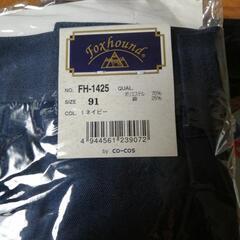 Foxhound
NO. FH-1425 QUAL.
ポリエステル 75%
綿 25%
SIZE 91
COL. 1 ネイビー
4 944561 239072
by CO-COS